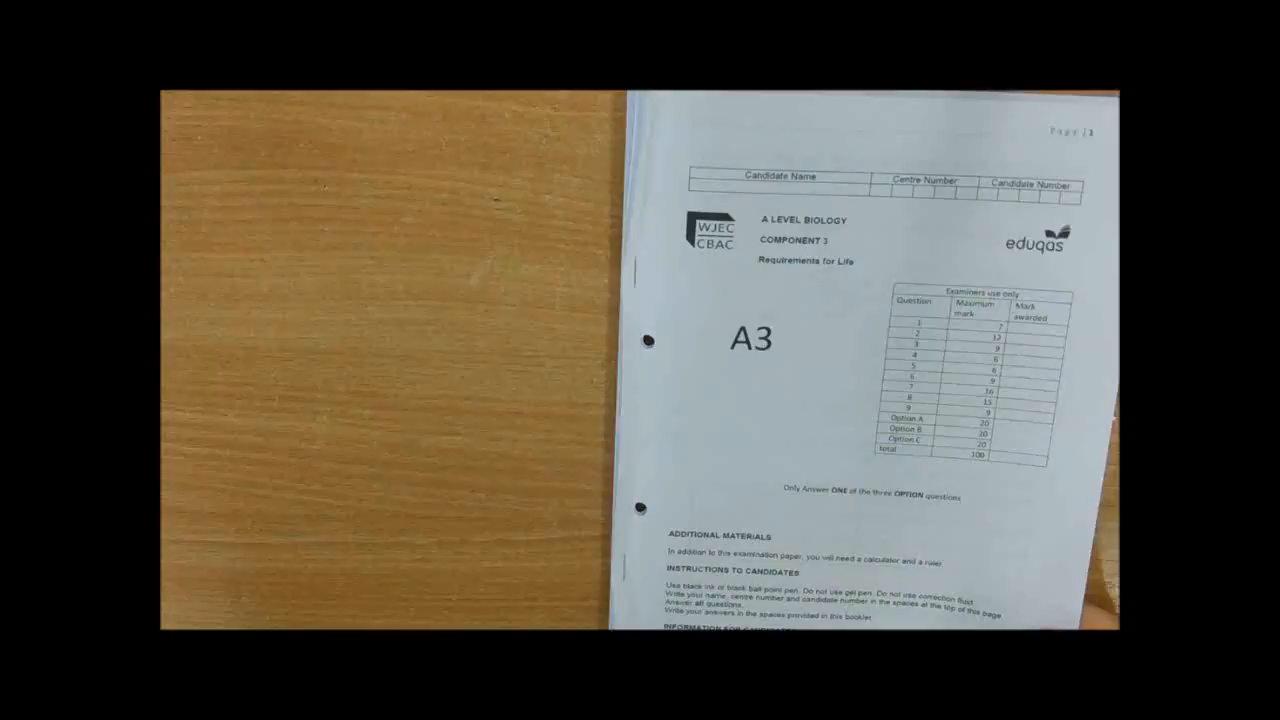 Page | 1
Candidate Name Centre Number Candidate Number
WJEC
CBAC
A LEVEL BIOLOGY
COMPONENT 3
Requirements for Life
eduqas
A3
Examiners use only
Question Maximum mark Mark awarded
1 7
2 12
3 9
4 6
5 6
6 9
7 16
8 15
9 9
Option A 20
Option B 20
Option C 20
total 100
Only Answer ONE of the three OPTION questions
ADDITIONAL MATERIALS
In addition to this examination paper, you will need a calculator and a ruler
INSTRUCTIONS TO CANDIDATES
Use black ink or black ball point pen. Do not use gel pen. Do not use correction fluid.
Write your name, centre number and candidate number in the spaces at the top of this page.
Answer all questions.
Write your answers in the spaces provided in this booklet.
INFORMATION FOR